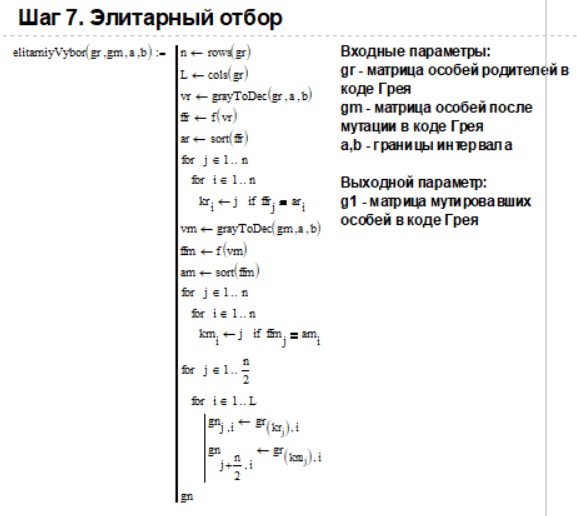 Шаг 7. Элитарный отбор
elitarniyVybor(gr,gm,a,b) :=
n ← rows(gr)
L ← cols(gr)
vr ← grayToDec(gr,a,b)
ffr ← f(vr)
ar ← sort(ffr)
for j ∈ 1.. n
for i ∈ 1.. n
kr_i ← j if ffr_j = ar_i
vm ← grayToDec(gm,a,b)
ffm ← f(vm)
am ← sort(ffm)
for j ∈ 1.. n
for i ∈ 1.. n
km_i ← j if ffm_j = am_i
for j ∈ 1.. n/2
for i ∈ 1.. L
gn_j,i ← gr_(kr_j),i
gn_j+n/2,i ← gr_(km_j),i
gn
Входные параметры:
gr - матрица особей родителей в
коде Грея
gm - матрица особей после
мутации в коде Грея
a,b - границы интервала
Выходной параметр:
g1 - матрица мутировавших
особей в коде Грея